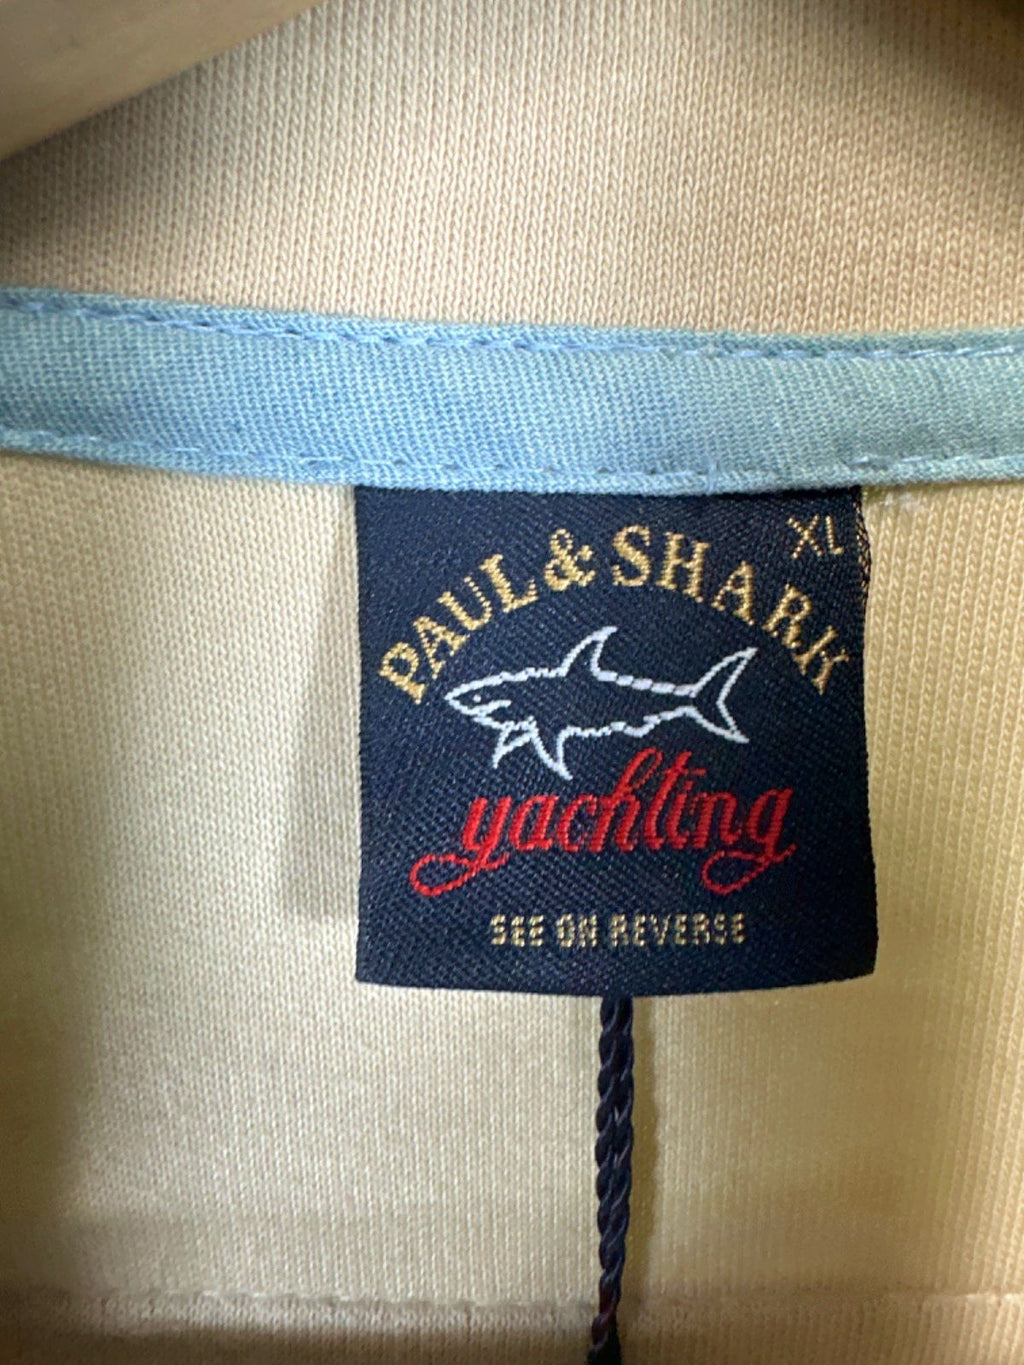 XL
PAUL & SHARK
yachting
SEE ON REVERSE